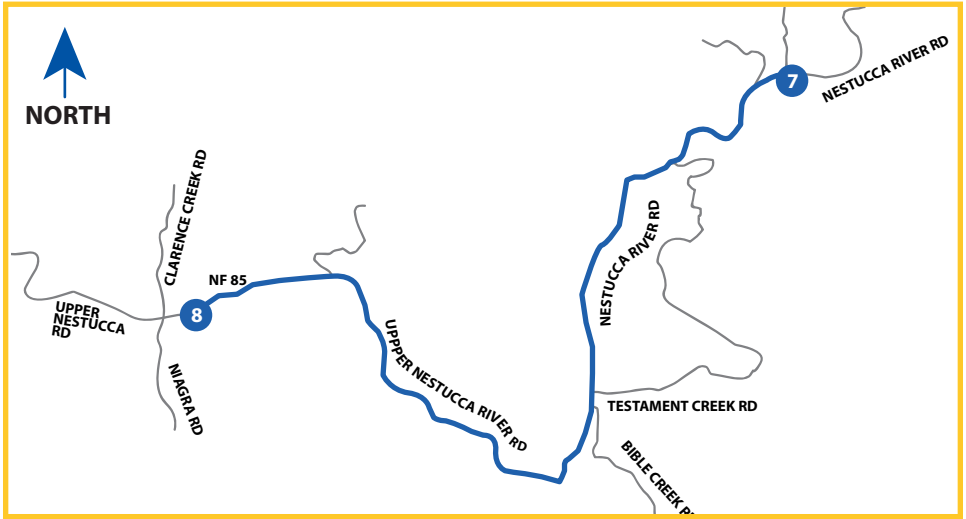 7
NESTUCCA RIVER RD
NORTH
CLARENCE CREEK RD
NESTUCCA RIVER RD
NF 85
8
UPPER
NESTUCCA
RD
UPPPER NESTUCCA RIVER RD
NIAGRA RD
TESTAMENT CREEK RD
BIBLE CREEK